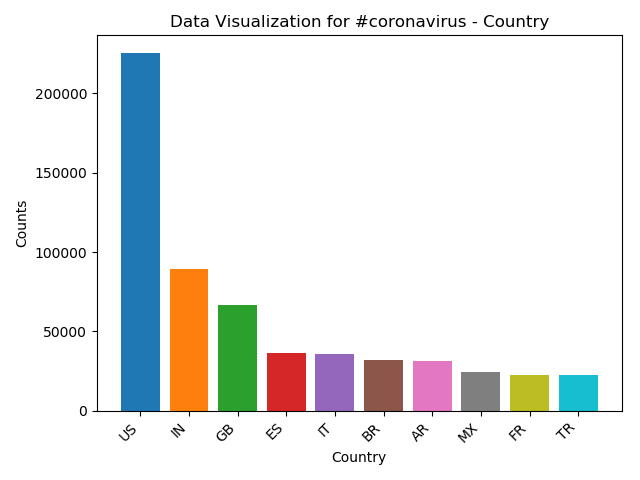 Data Visualization for #coronavirus - Country
Counts
200000
150000
100000
50000
0
US
IN
GB
ES
IT
BR
AR
MX
FR
TR
Country